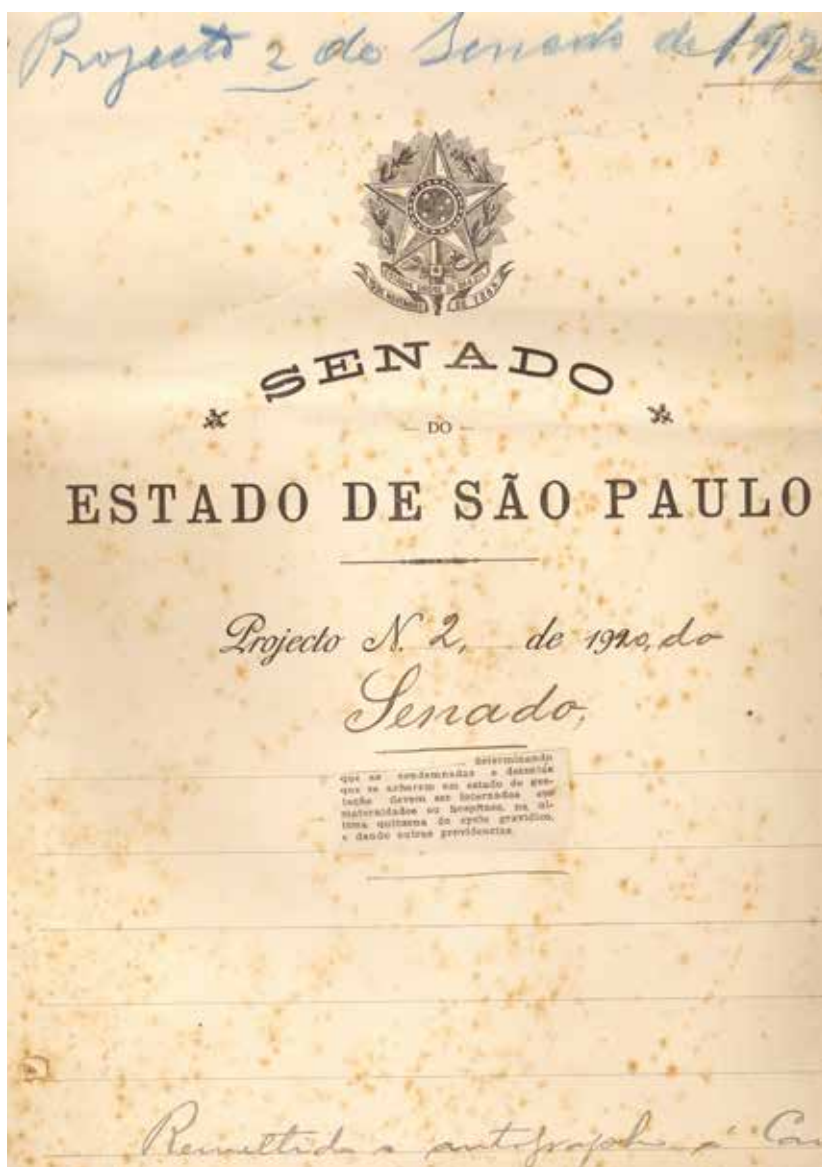 Projecto 2 do Senado de 192
SENADO
DO
ESTADO DE SÃO PAULO
Projecto N. 2, de 1920, do
Senado,
determinando
que as condemnadas e detentas
que se acharem em estado de ges-
tação devem ser internadas em
maternidades ou hospitaes, na ul-
tima quinzena do cyclo gravidico,
e dando outras providencias.
Remettido o autographo á